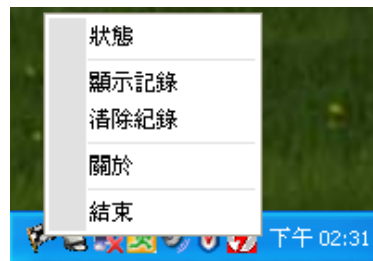 狀態
顯示記錄
清除紀錄
關於
結束
下午 02:31